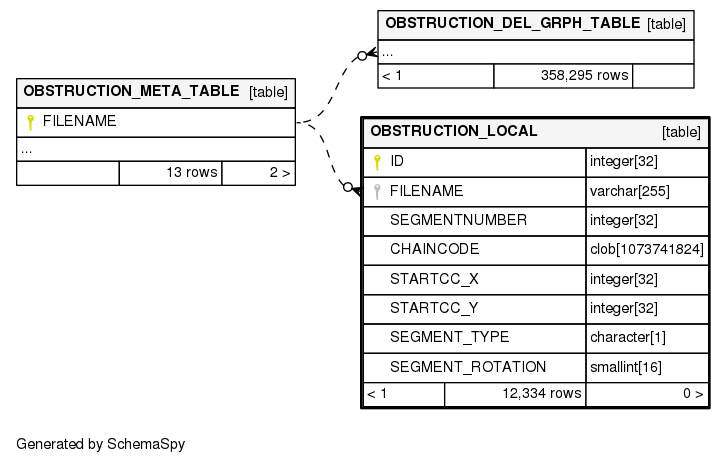 OBSTRUCTION_DEL_GRPH_TABLE [table]
...
< 1 358,295 rows
OBSTRUCTION_META_TABLE [table]
FILENAME
...
13 rows 2 >
OBSTRUCTION_LOCAL [table]
ID integer[32]
FILENAME varchar[255]
SEGMENTNUMBER integer[32]
CHAINCODE clob[1073741824]
STARTCC_X integer[32]
STARTCC_Y integer[32]
SEGMENT_TYPE character[1]
SEGMENT_ROTATION smallint[16]
< 1 12,334 rows 0 >
Generated by SchemaSpy